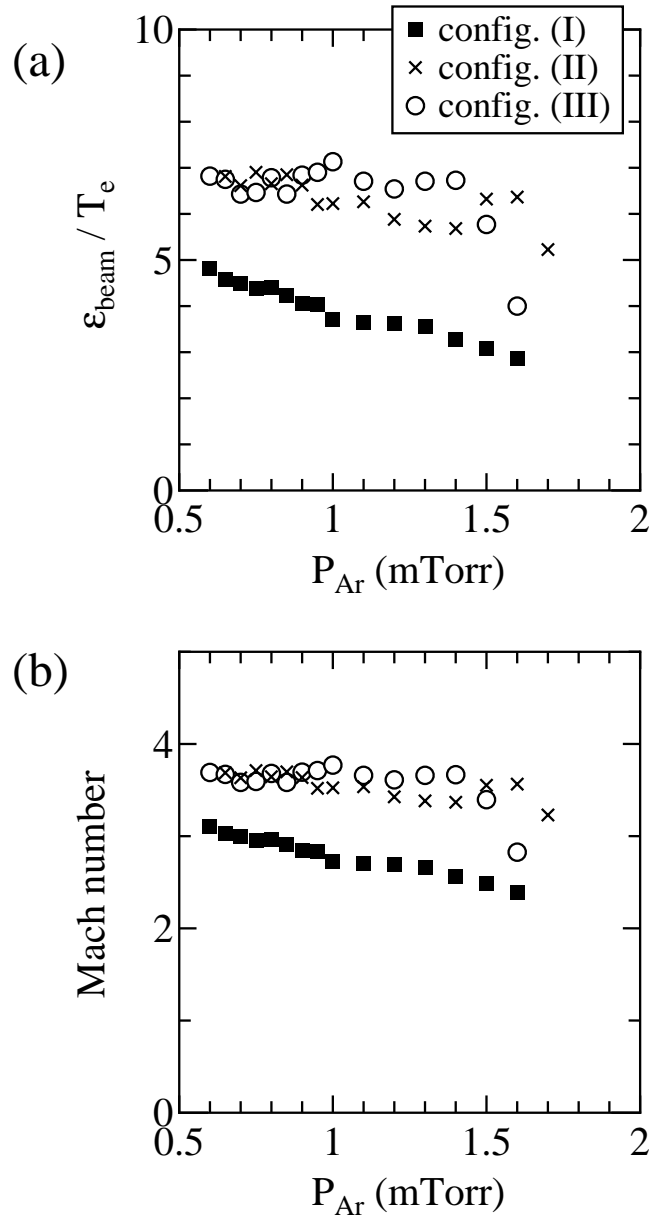 (a)
10
config. (I)
config. (II)
config. (III)
5
0
ε_beam / T_e
0.5 1 1.5 2
P_Ar (mTorr)
(b)
4
2
0
Mach number
0.5 1 1.5 2
P_Ar (mTorr)